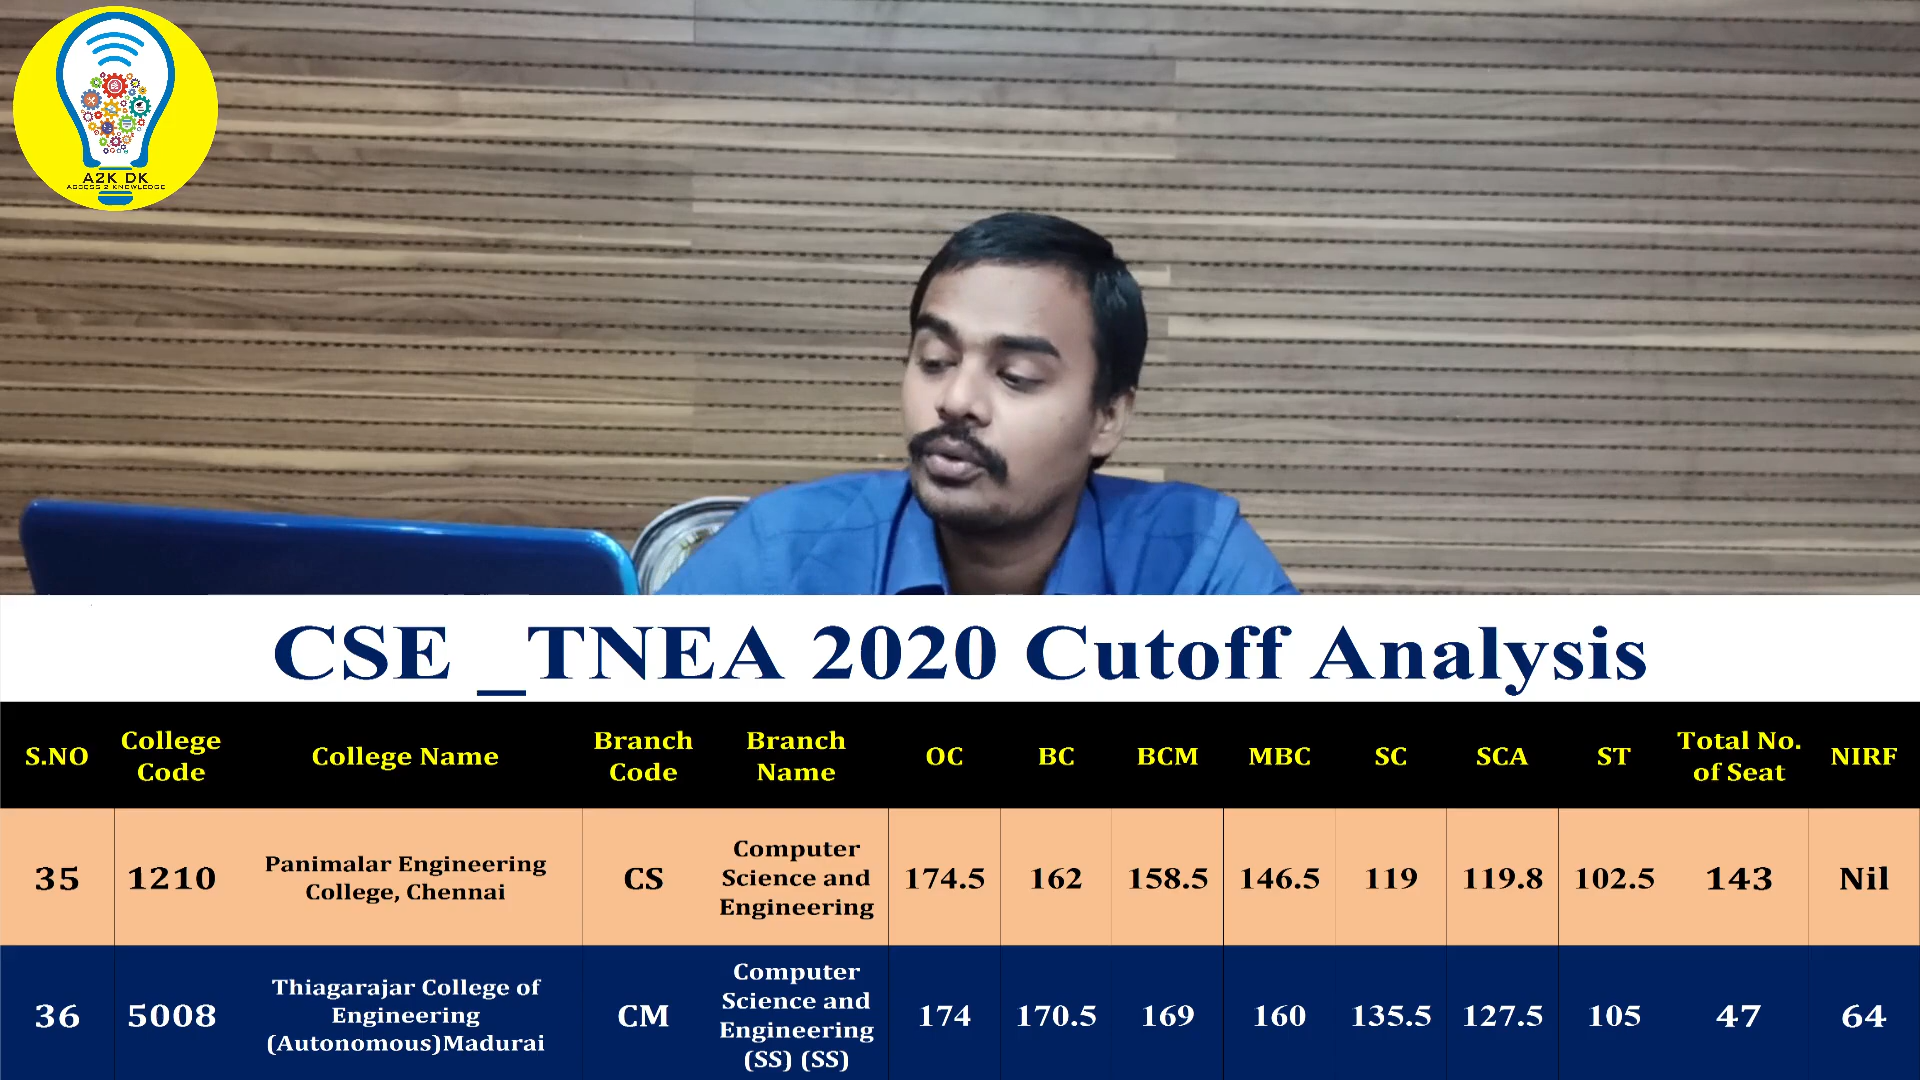 A2K DK
ACCESS 2 KNOWLEDGE
CSE _TNEA 2020 Cutoff Analysis
S.NO College Code College Name Branch Code Branch Name OC BC BCM MBC SC SCA ST Total No. of Seat NIRF
35 1210 Panimalar Engineering College, Chennai CS Computer Science and Engineering 174.5 162 158.5 146.5 119 119.8 102.5 143 Nil
36 5008 Thiagarajar College of Engineering (Autonomous)Madurai CM Computer Science and Engineering (SS) (SS) 174 170.5 169 160 135.5 127.5 105 47 64